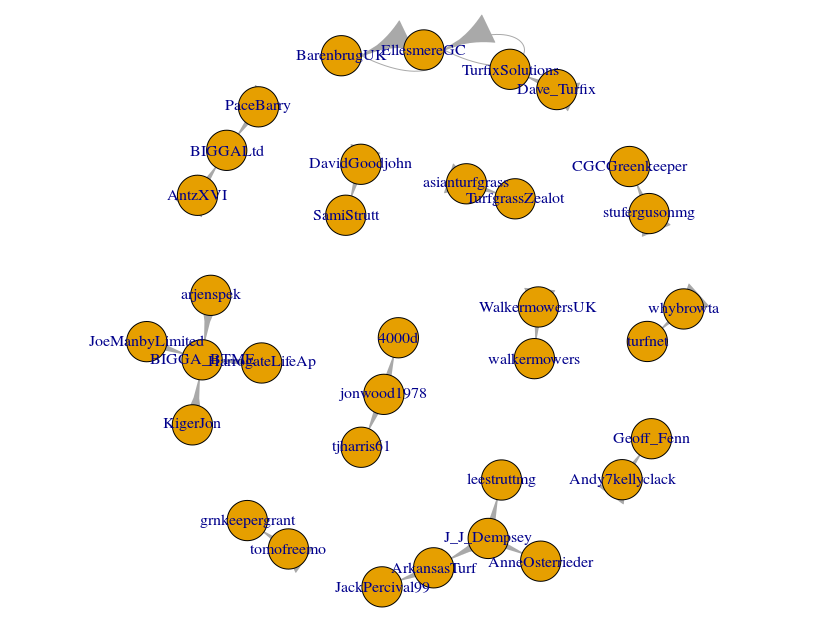 BarenbrugUK
EllesmereGC
TurfixSolutions
Dave_Turfix
PaceBarry
BIGGALtd
AntzXVI
DavidGoodjohn
SamiStrutt
asianturfgrass
TurfgrassZealot
CGCGreenkeeper
stufergusonmg
arjenspek
JoeManbyLimited
BIGGA_BTME
HarrogateLifeAp
KigerJon
4000d
jonwood1978
tjharris61
WalkermowersUK
walkermowers
whybrowta
turfnet
Geoff_Fenn
Andy7kellyclack
leestruttmg
J_J_Dempsey
ArkansasTurf
AnneOsterrieder
JackPercival99
grnkeepergrant
tomofreemo